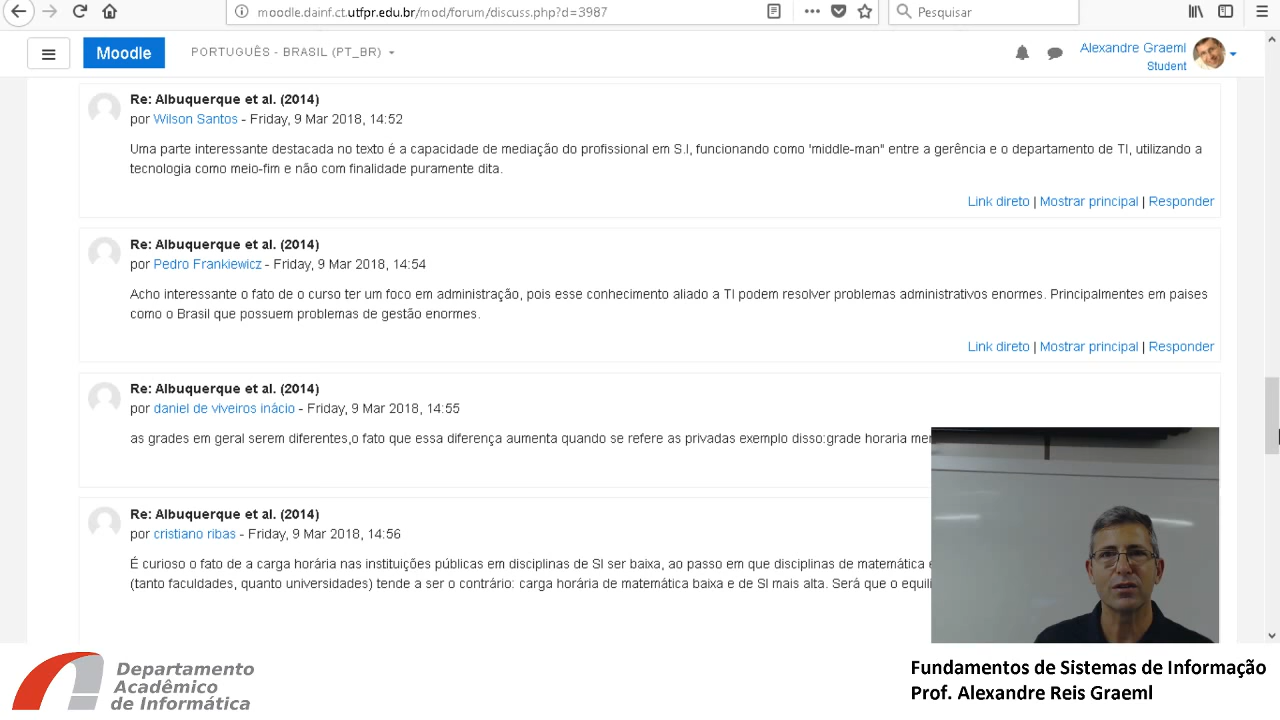 moodle.dainf.ct.utfpr.edu.br/mod/forum/discuss.php?d=3987
Pesquisar
Moodle
PORTUGUÊS - BRASIL (PT_BR)
Alexandre Graeml
Student
Re: Albuquerque et al. (2014)
por Wilson Santos - Friday, 9 Mar 2018, 14:52
Uma parte interessante destacada no texto é a capacidade de mediação do profissional em S.I, funcionando como 'middle-man" entre a gerência e o departamento de TI, utilizando a
tecnologia como meio-fim e não com finalidade puramente dita.
Link direto | Mostrar principal | Responder
Re: Albuquerque et al. (2014)
por Pedro Frankiewicz - Friday, 9 Mar 2018, 14:54
Acho interessante o fato de o curso ter um foco em administração, pois esse conhecimento aliado a TI podem resolver problemas administrativos enormes. Principalmentes em paises
como o Brasil que possuem problemas de gestão enormes.
Link direto | Mostrar principal | Responder
Re: Albuquerque et al. (2014)
por daniel de viveiros inácio - Friday, 9 Mar 2018, 14:55
as grades em geral serem diferentes,o fato que essa diferença aumenta quando se refere as privadas exemplo disso:grade horaria
Re: Albuquerque et al. (2014)
por cristiano ribas - Friday, 9 Mar 2018, 14:56
É curioso o fato de a carga horária nas instituições públicas em disciplinas de SI ser baixa, ao passo em que disciplinas de matemática
(tanto faculdades, quanto universidades) tende a ser o contrário: carga horária de matemática baixa e de SI mais alta. Será que o
Departamento
Acadêmico
de Informática
Fundamentos de Sistemas de Informação
Prof. Alexandre Reis Graeml